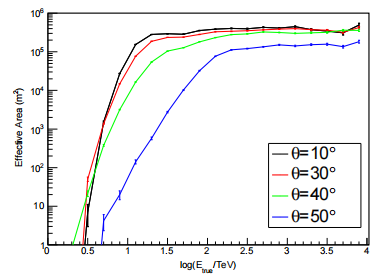 Effective Area (m²)
10⁶
10⁵
10⁴
10³
10²
10
1
θ=10°
θ=30°
θ=40°
θ=50°
0 0.5 1 1.5 2 2.5 3 3.5 4
log(E_true/TeV)